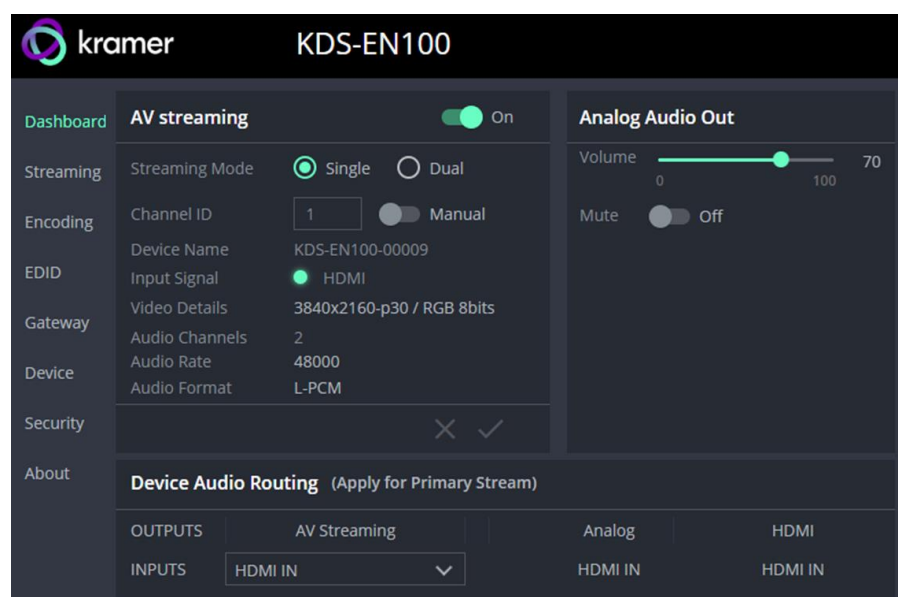 kramer KDS-EN100
Dashboard
Streaming
Encoding
EDID
Gateway
Device
Security
About
AV streaming On
Streaming Mode Single Dual
Channel ID 1 Manual
Device Name KDS-EN100-00009
Input Signal HDMI
Video Details 3840x2160-p30 / RGB 8bits
Audio Channels 2
Audio Rate 48000
Audio Format L-PCM
Analog Audio Out
Volume 70
0 100
Mute Off
Device Audio Routing (Apply for Primary Stream)
OUTPUTS AV Streaming Analog HDMI
INPUTS HDMI IN HDMI IN HDMI IN